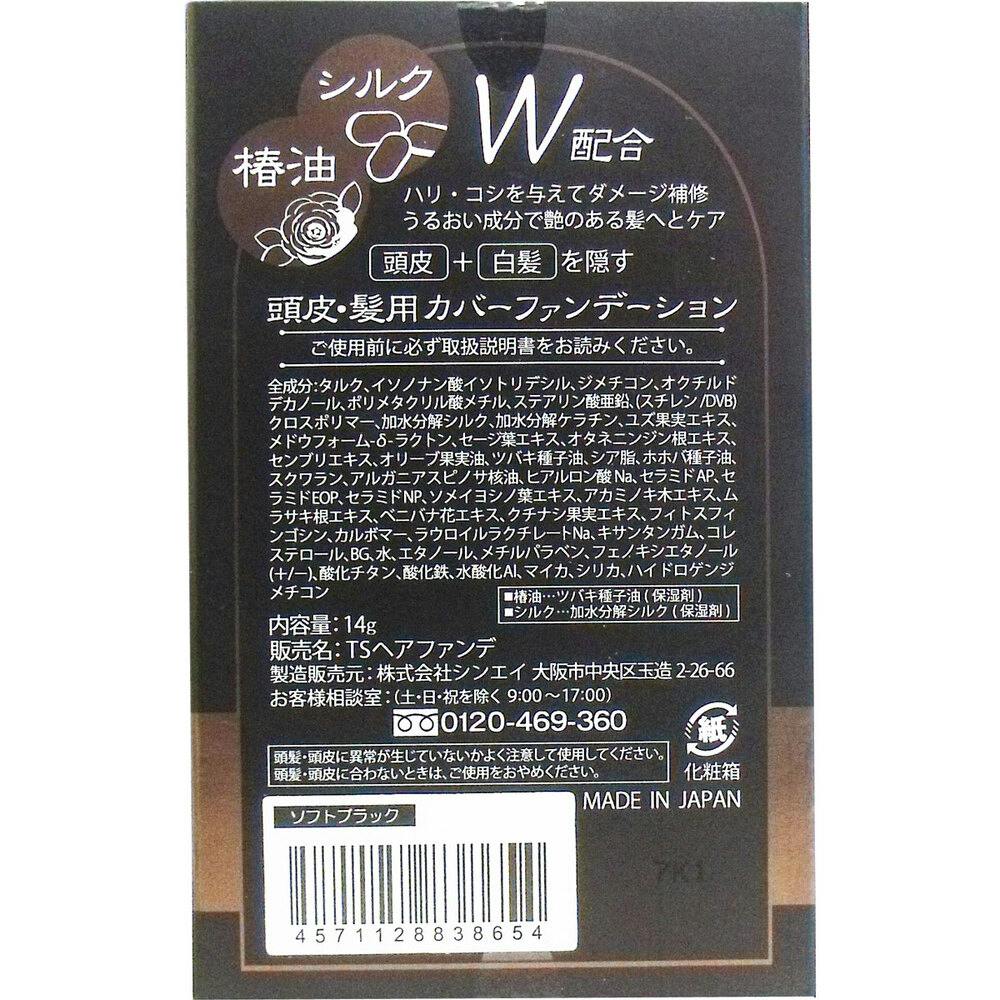 シルク
椿油
W配合
ハリ・コシを与えてダメージ補修
うるおい成分で艶のある髪へとケア
頭皮+白髪を隠す
頭皮・髪用カバーファンデーション
ご使用前に必ず取扱説明書をお読みください。
全成分:タルク、イソノナン酸イソトリデシル、ジメチコン、オクチルド
デカノール、ポリメタクリル酸メチル、ステアリン酸亜鉛、(スチレン/DVB)
クロスポリマー、加水分解シルク、加水分解ケラチン、ユズ果実エキス、
メドウフォーム-δ-ラクトン、セージ葉エキス、オタネニンジン根エキス、
センブリエキス、オリーブ果実油、ツバキ種子油、シア脂、ホホバ種子油、
スクワラン、アルガニアスピノサ核油、ヒアルロン酸Na、セラミドAP、セ
ラミドEOP、セラミドNP、ソメイヨシノ葉エキス、アカミノキ木エキス、ム
ラサキ根エキス、ベニバナ花エキス、クチナシ果実エキス、フィトスフィ
ンゴシン、カルボマー、ラウロイルラクチレートNa、キサンタンガム、コレ
ステロール、BG、水、エタノール、メチルパラベン、フェノキシエタノール
(+/−)、酸化チタン、酸化鉄、水酸化Al、マイカ、シリカ、ハイドロゲンジ
メチコン
■椿油…ツバキ種子油(保湿剤)
■シルク…加水分解シルク(保湿剤)
内容量:14g
販売名:TSヘアファンデ
製造販売元:株式会社シンエイ 大阪市中央区玉造2-26-66
お客様相談室:(土・日・祝を除く 9:00〜17:00)
0120-469-360
紙
化粧箱
頭髪・頭皮に異常が生じていないかよく注意して使用してください。
頭髪・頭皮に合わないときは、ご使用をおやめください。
MADE IN JAPAN
ソフトブラック
7K1
4571128838654